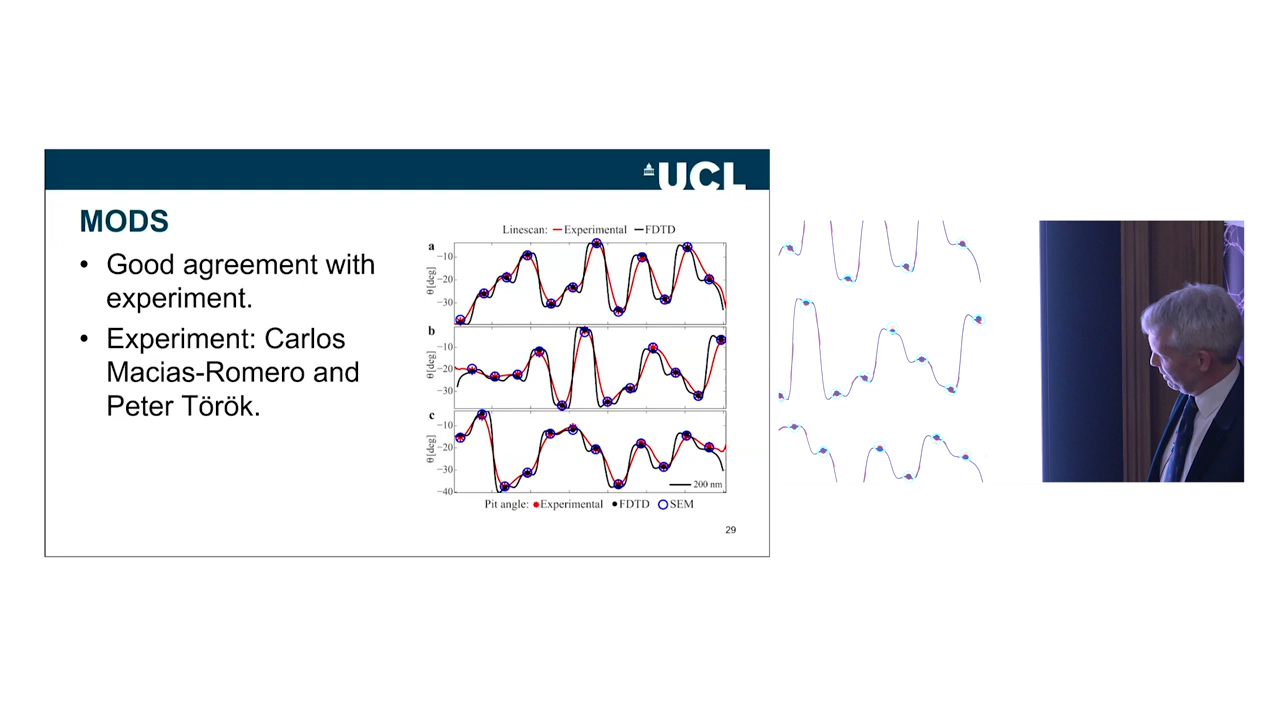 UCL
MODS
• Good agreement with
experiment.
• Experiment: Carlos
Macias-Romero and
Peter Török.
Linescan: Experimental FDTD
a
θ [deg]
−10
−20
−30
b
θ [deg]
−10
−20
−30
c
θ [deg]
−10
−20
−30
−40
200 nm
Pit angle: Experimental FDTD SEM
29